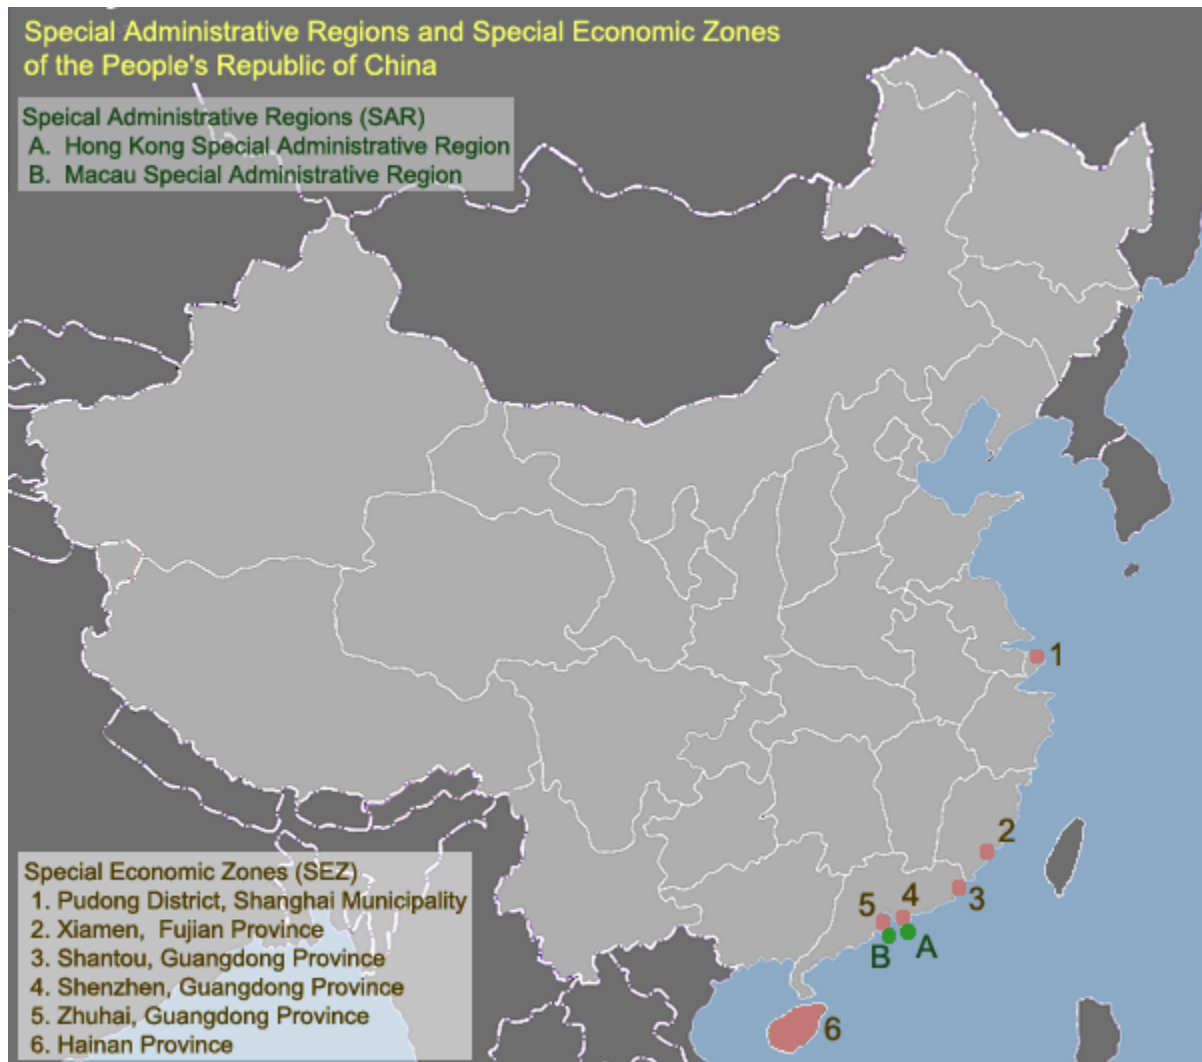 Special Administrative Regions and Special Economic Zones
of the People's Republic of China
Speical Administrative Regions (SAR)
A. Hong Kong Special Administrative Region
B. Macau Special Administrative Region
1
2
3
4
5
A
B
6
Special Economic Zones (SEZ)
1. Pudong District, Shanghai Municipality
2. Xiamen, Fujian Province
3. Shantou, Guangdong Province
4. Shenzhen, Guangdong Province
5. Zhuhai, Guangdong Province
6. Hainan Province